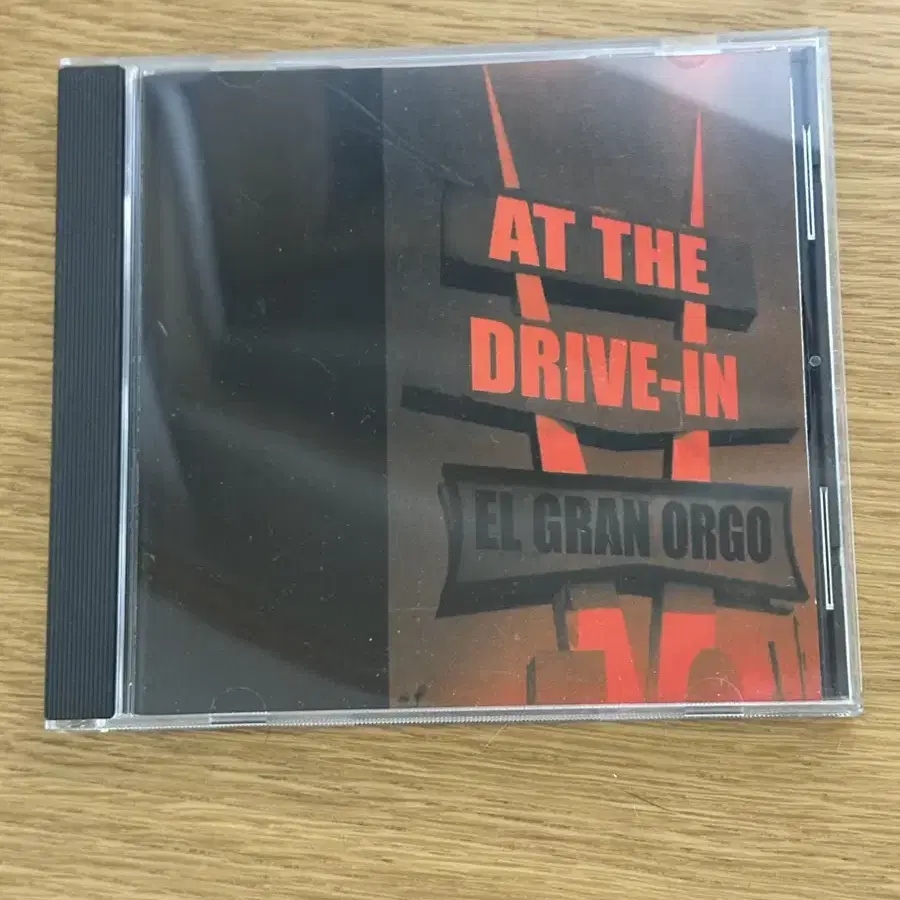 AT THE
DRIVE-IN
EL GRAN ORGO